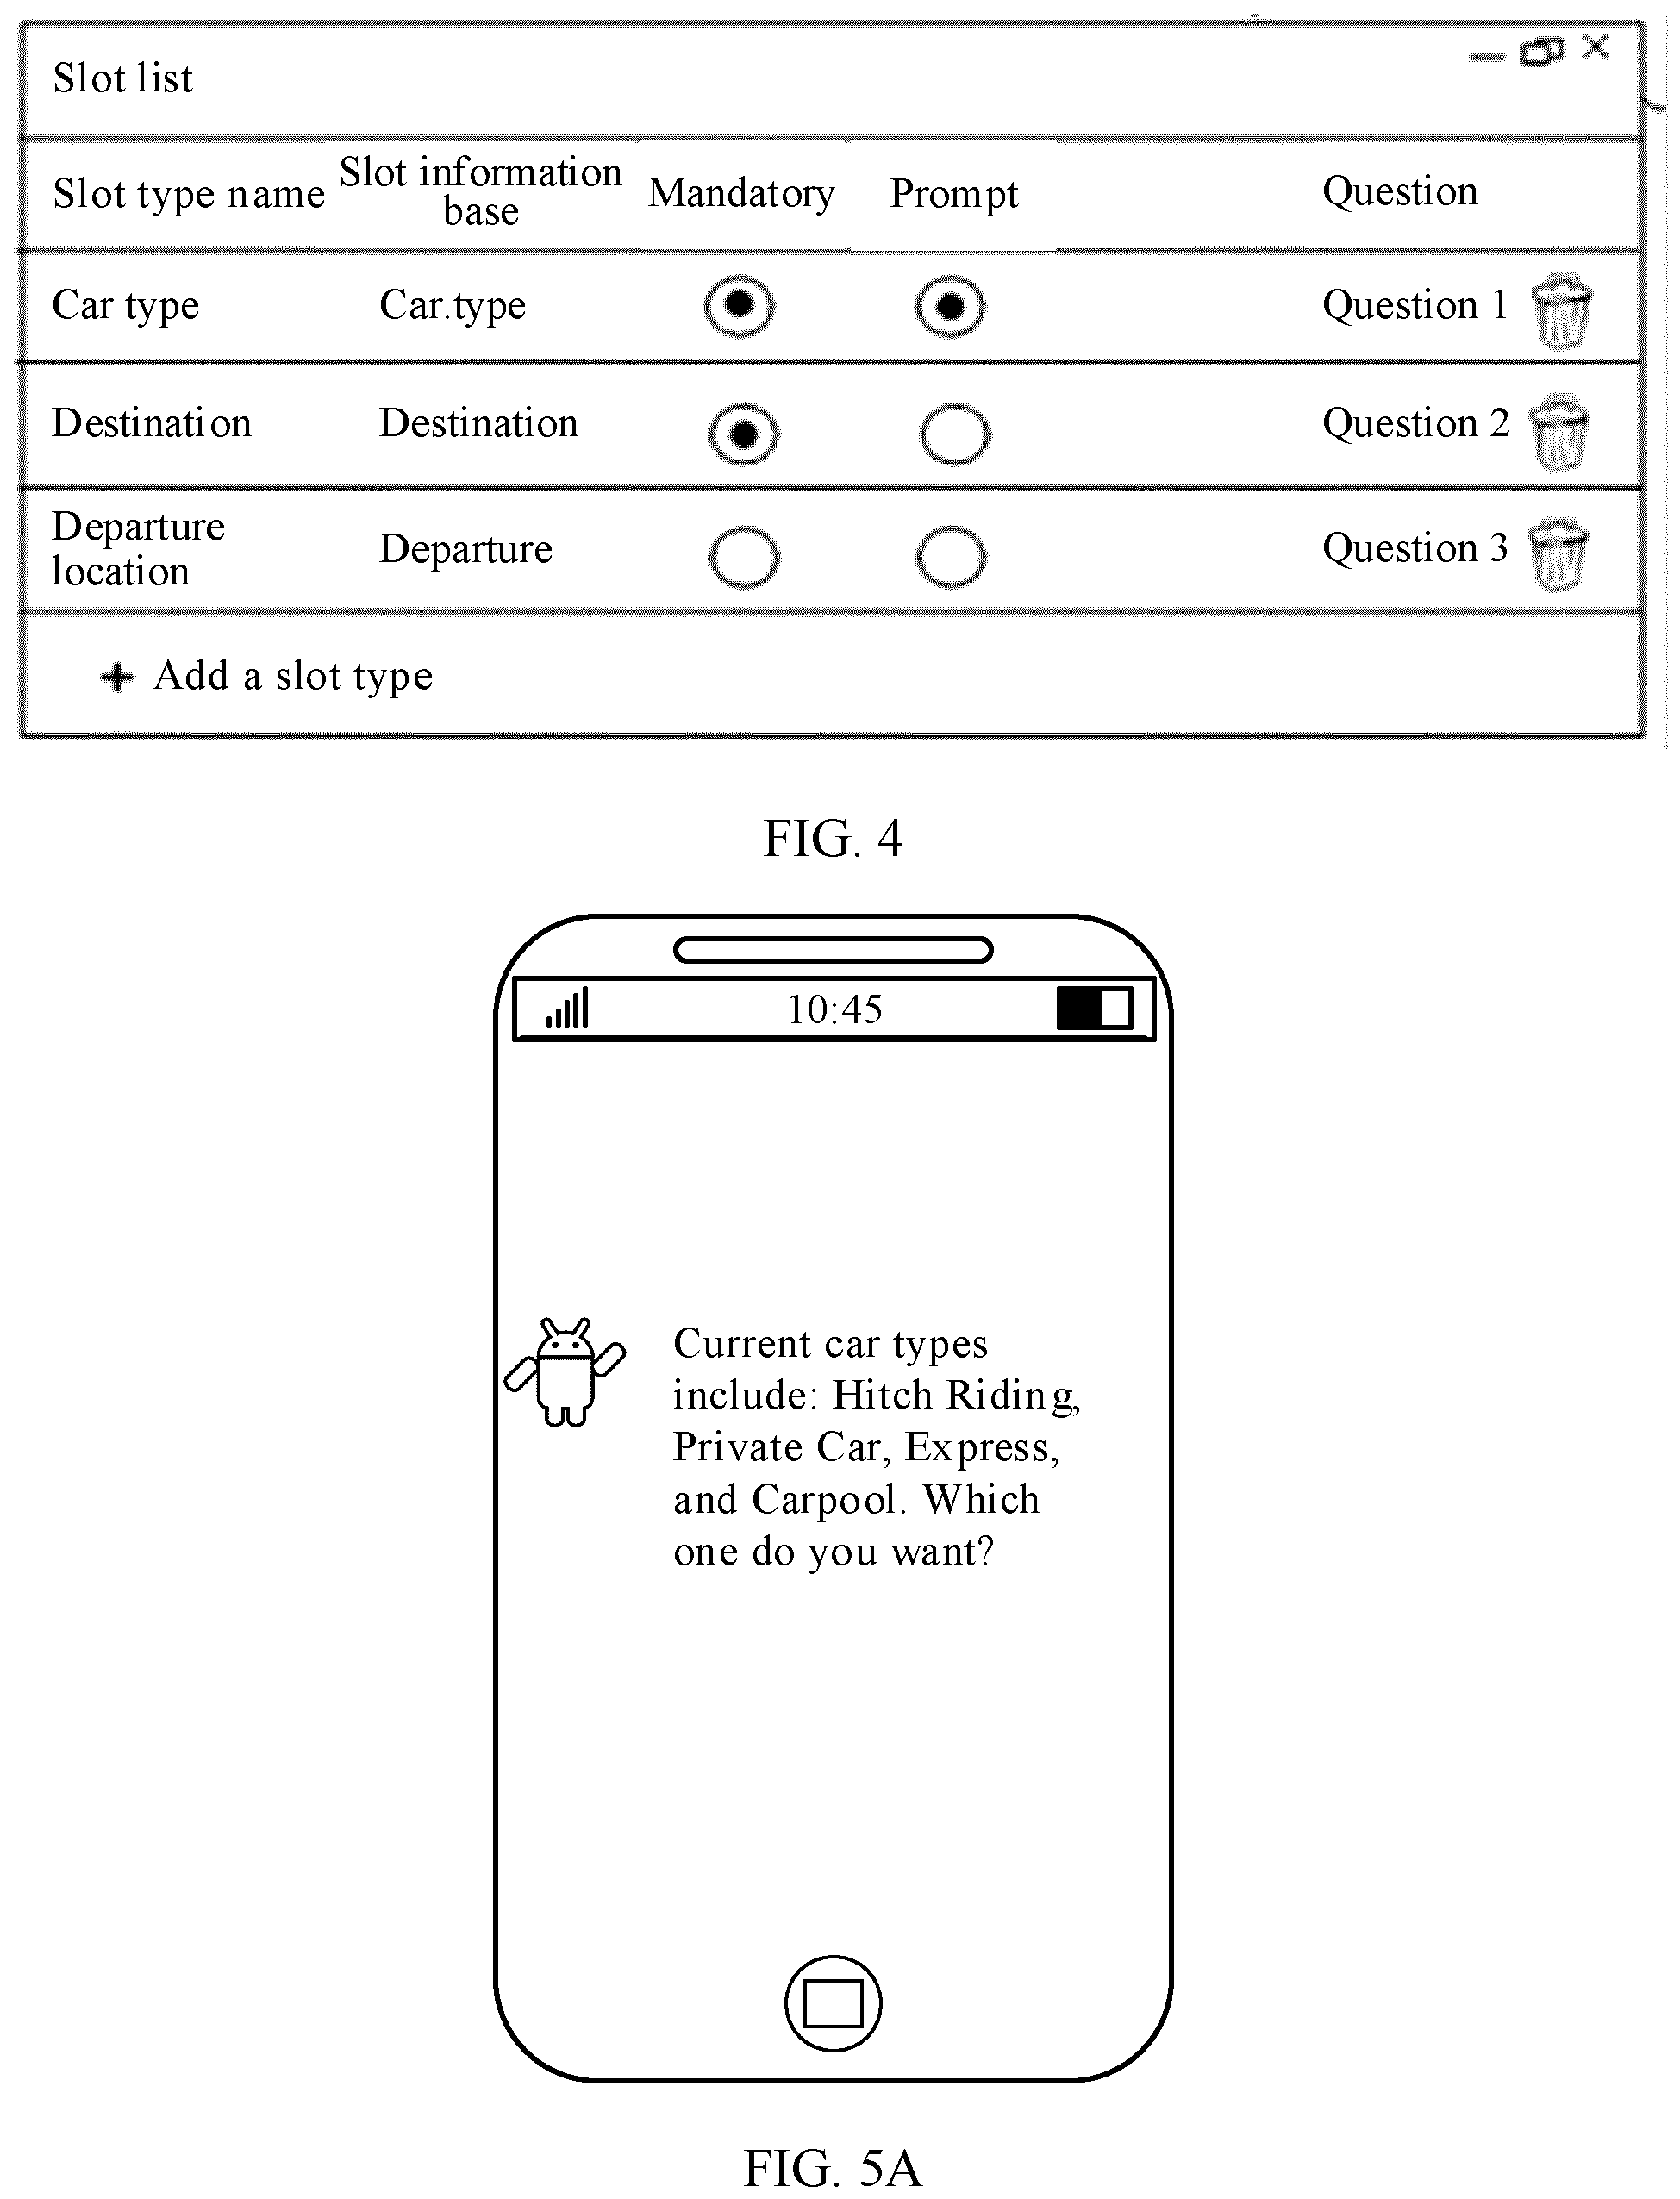 Slot list
Slot type name Slot information base Mandatory Prompt Question
Car type Car.type Question 1
Destination Destination Question 2
Departure location Departure Question 3
+ Add a slot type
FIG. 4
10:45
Current car types
include: Hitch Riding,
Private Car, Express,
and Carpool. Which
one do you want?
FIG. 5A